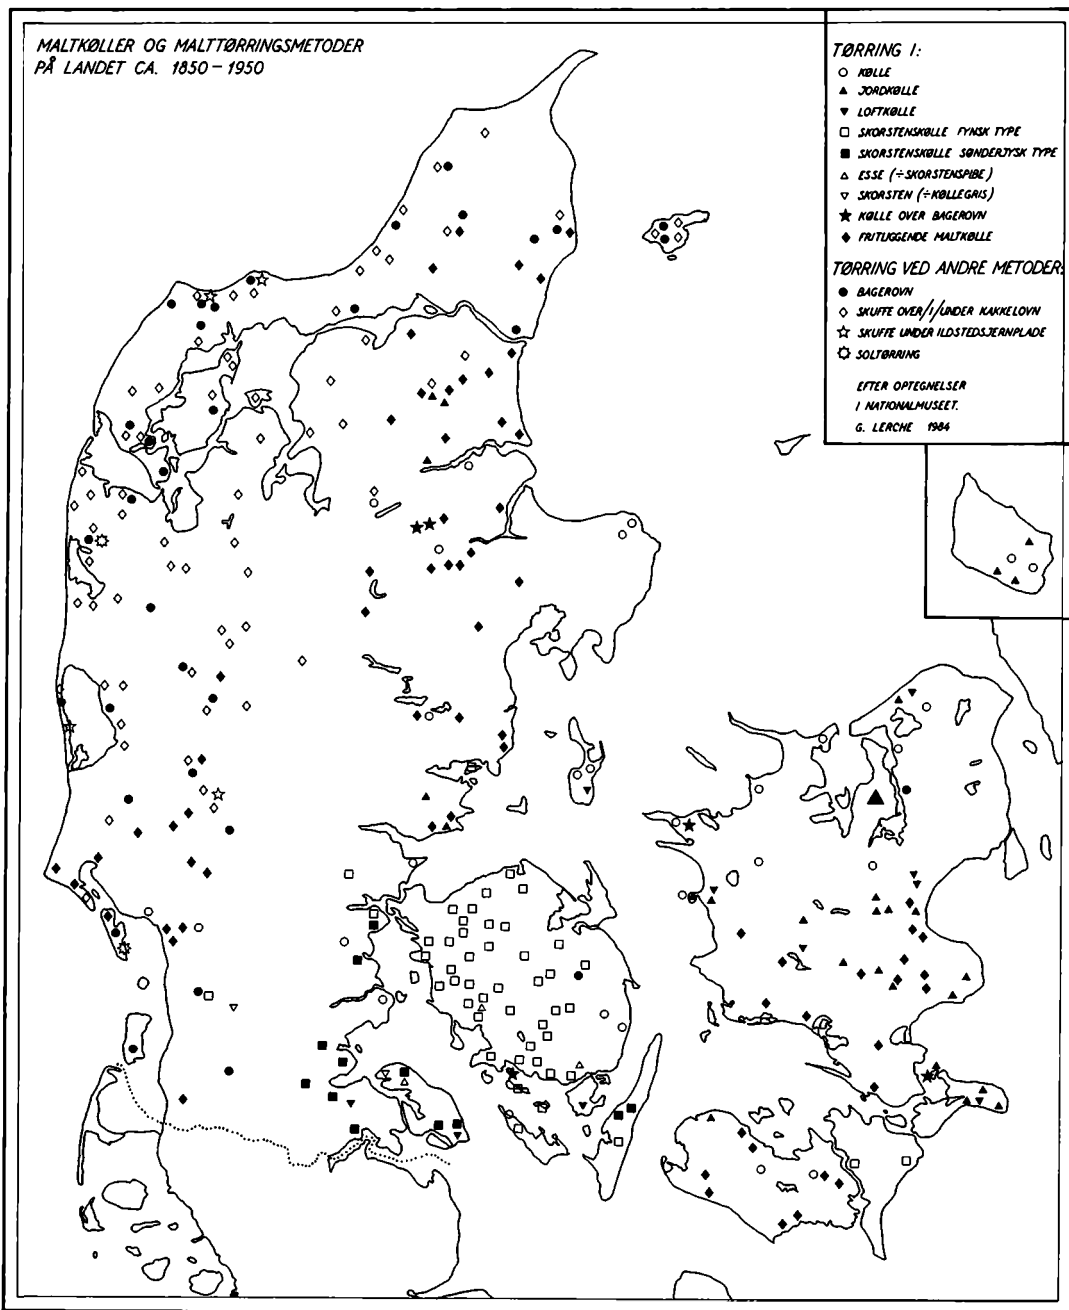 MALTKØLLER OG MALTTØRRINGSMETODER
PÅ LANDET CA. 1850-1950
TØRRING I:
KØLLE
JORDKØLLE
LOFTKØLLE
SKORSTENSKØLLE FYNSK TYPE
SKORSTENSKØLLE SØNDERJYSK TYPE
ESSE (÷SKORSTENSPIBE)
SKORSTEN (÷KØLLEGRIS)
KØLLE OVER BAGEROVN
FRITLIGGENDE MALTKØLLE
TØRRING VED ANDRE METODER:
BAGEROVN
SKUFFE OVER/I/UNDER KAKKELOVN
SKUFFE UNDER ILDSTEDSJERNPLADE
SOLTØRRING
EFTER OPTEGNELSER
I NATIONALMUSEET.
G. LERCHE 1984